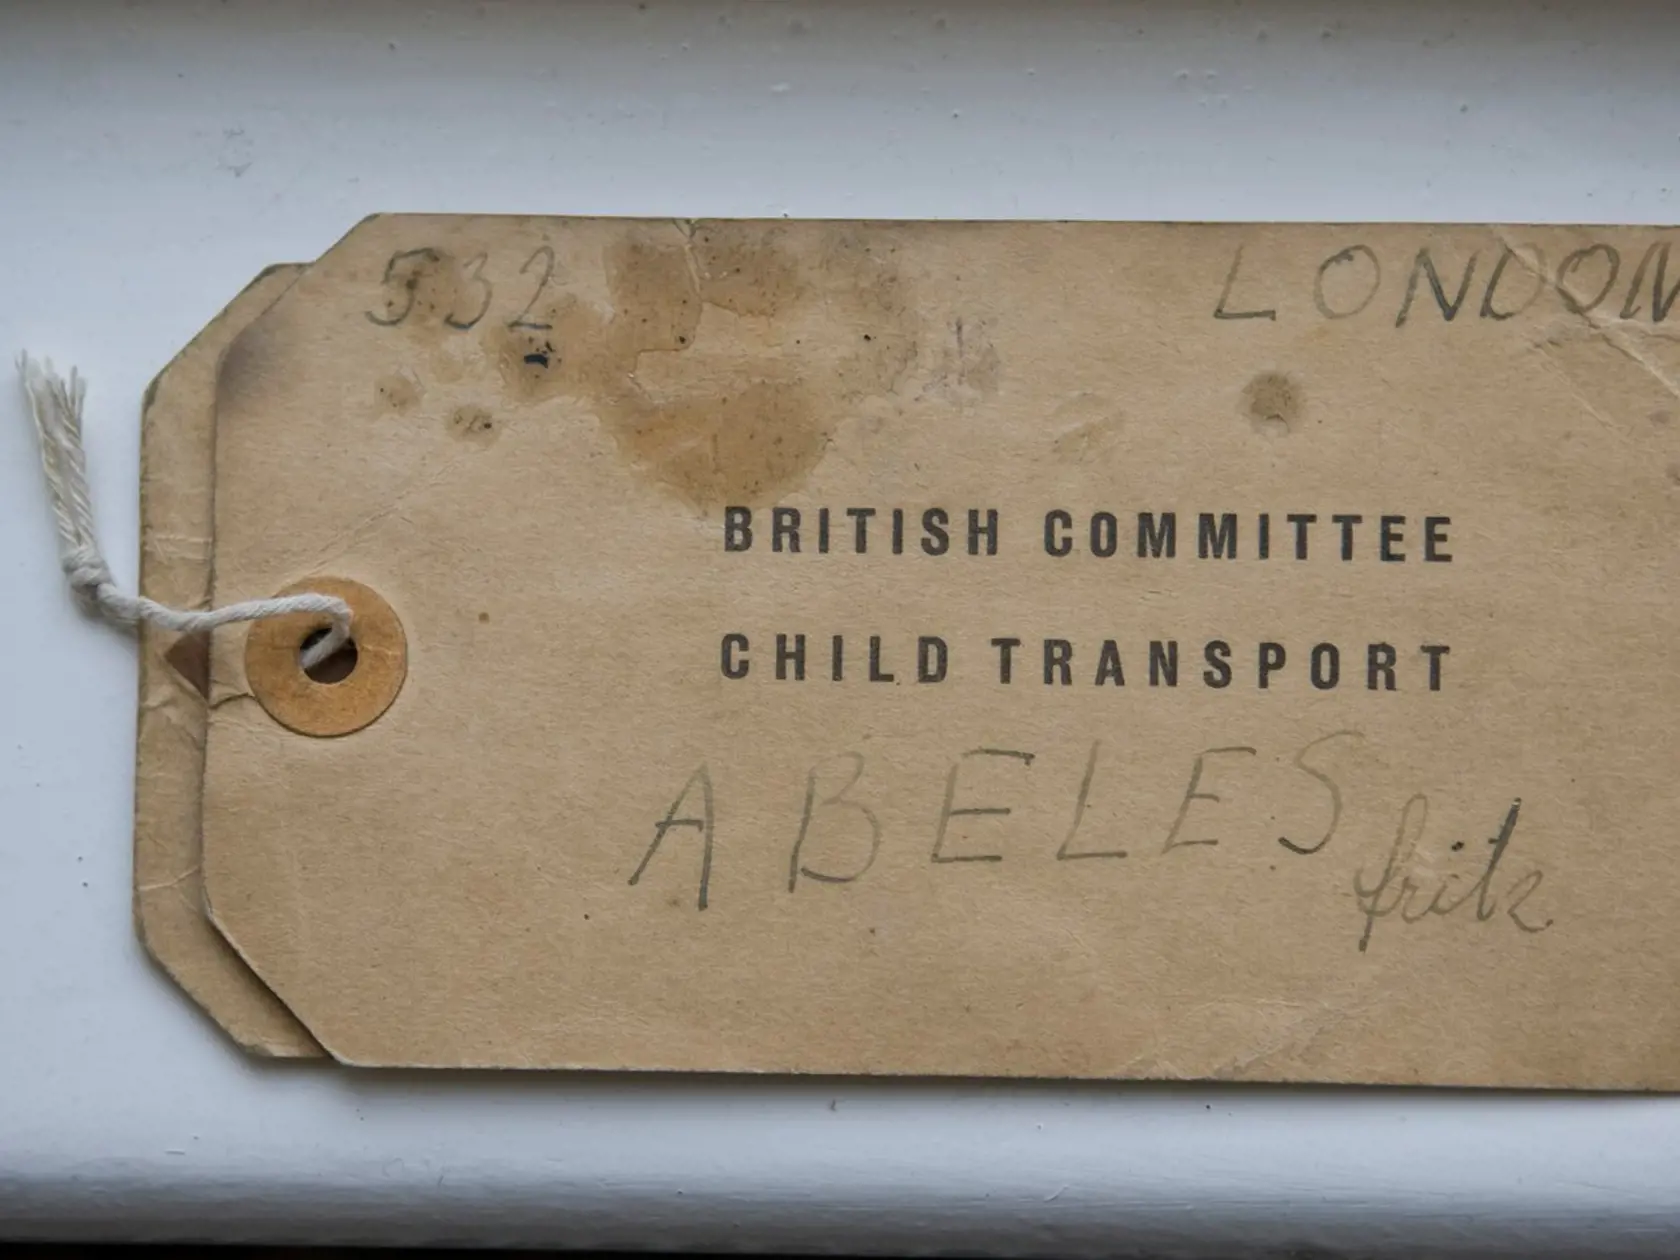 532 LONDON
BRITISH COMMITTEE
CHILD TRANSPORT
ABELES fritz